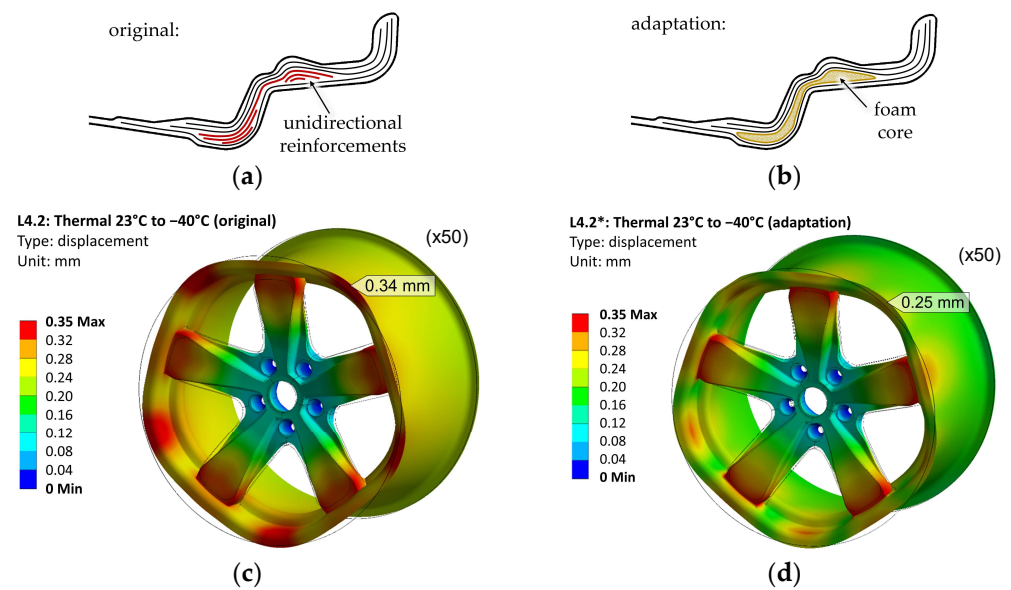 original:
unidirectional
reinforcements
(a)
adaptation:
foam
core
(b)
L4.2: Thermal 23°C to −40°C (original)
Type: displacement
Unit: mm
(x50)
0.34 mm
0.35 Max
0.32
0.28
0.24
0.20
0.16
0.12
0.08
0.04
0 Min
(c)
L4.2*: Thermal 23°C to −40°C (adaptation)
Type: displacement
Unit: mm
(x50)
0.25 mm
0.35 Max
0.32
0.28
0.24
0.20
0.16
0.12
0.08
0.04
0 Min
(d)